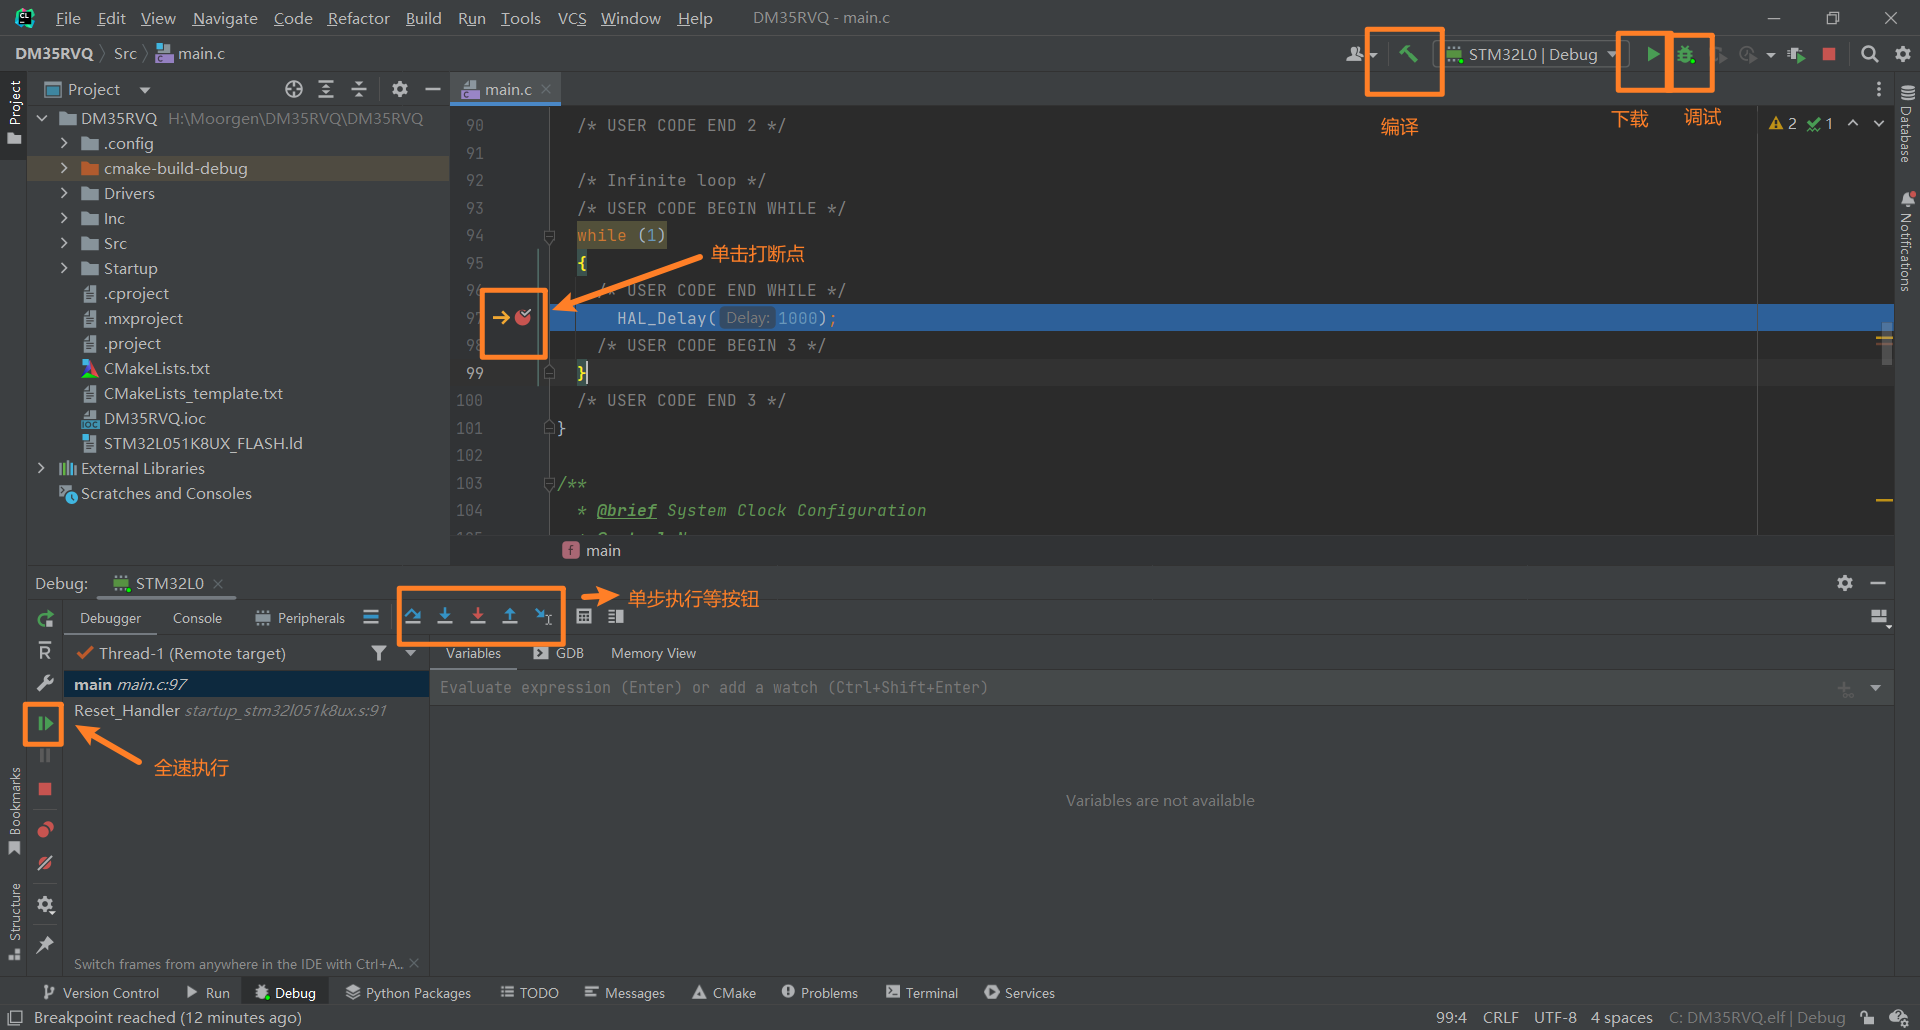 File Edit View Navigate Code Refactor Build Run Tools VCS Window Help DM35RVQ - main.c
DM35RVQ Src main.c STM32L0 | Debug
Project
main.c
编译
下载
调试
2 1
DM35RVQ H:\Moorgen\DM35RVQ\DM35RVQ
.config
cmake-build-debug
Drivers
Inc
Src
Startup
.cproject
.mxproject
.project
CMakeLists.txt
CMakeLists_template.txt
DM35RVQ.ioc
STM32L051K8UX_FLASH.ld
External Libraries
Scratches and Consoles
90 /* USER CODE END 2 */
91
92 /* Infinite loop */
93 /* USER CODE BEGIN WHILE */
94 while (1)
95 {
单击打断点
96 /* USER CODE END WHILE */
97 HAL_Delay( Delay: 1000);
98 /* USER CODE BEGIN 3 */
99 }
100 /* USER CODE END 3 */
101 }
102
103 /**
104 * @brief System Clock Configuration
f main
Project
Bookmarks
Structure
Database
Notifications
Debug: STM32L0
单步执行等按钮
Debugger Console Peripherals
Thread-1 (Remote target)
Variables GDB Memory View
main main.c:97
Reset_Handler startup_stm32l051k8ux.s:91
全速执行
Evaluate expression (Enter) or add a watch (Ctrl+Shift+Enter)
Variables are not available
Switch frames from anywhere in the IDE with Ctrl+A..
Version Control Run Debug Python Packages TODO Messages CMake Problems Terminal Services
Breakpoint reached (12 minutes ago) 99:4 CRLF UTF-8 4 spaces C: DM35RVQ.elf | Debug